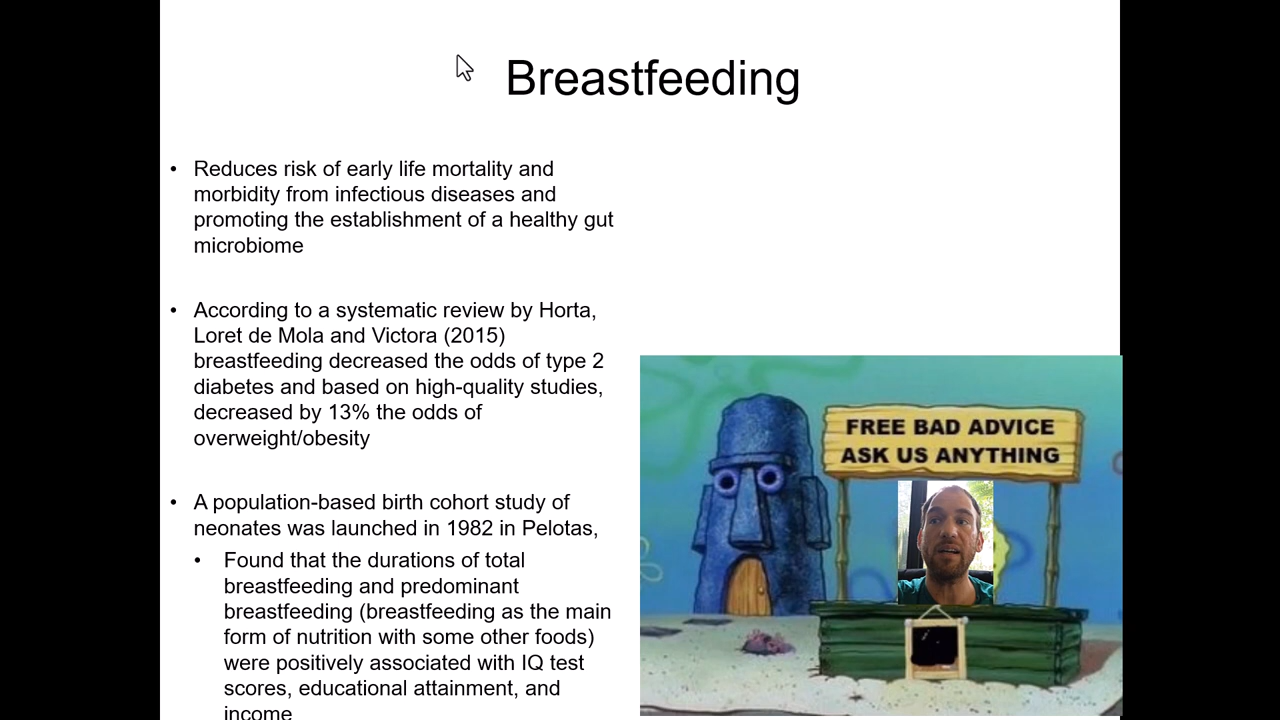 Breastfeeding
• Reduces risk of early life mortality and
morbidity from infectious diseases and
promoting the establishment of a healthy gut
microbiome
• According to a systematic review by Horta,
Loret de Mola and Victora (2015)
breastfeeding decreased the odds of type 2
diabetes and based on high-quality studies,
decreased by 13% the odds of
overweight/obesity
• A population-based birth cohort study of
neonates was launched in 1982 in Pelotas,
• Found that the durations of total
breastfeeding and predominant
breastfeeding (breastfeeding as the main
form of nutrition with some other foods)
were positively associated with IQ test
scores, educational attainment, and
income
FREE BAD ADVICE
ASK US ANYTHING